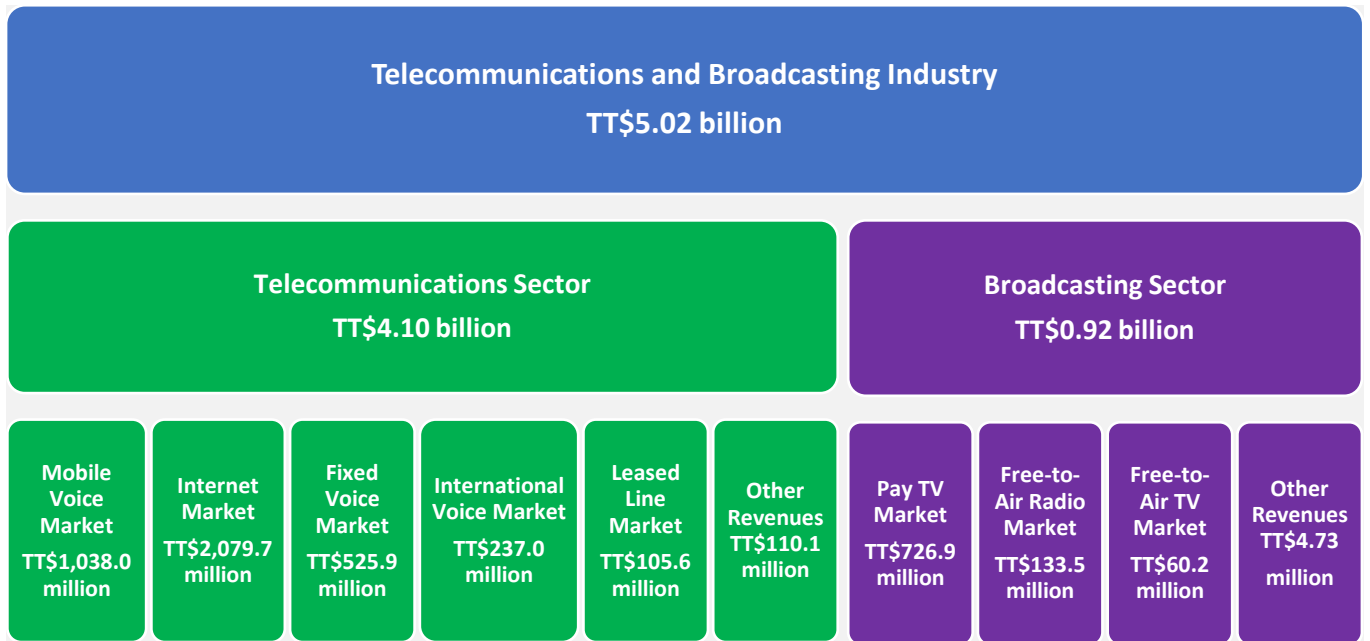 Telecommunications and Broadcasting Industry
TT$5.02 billion
Telecommunications Sector
TT$4.10 billion
Broadcasting Sector
TT$0.92 billion
Mobile
Voice
Market
TT$1,038.0
million
Internet
Market
TT$2,079.7
million
Fixed
Voice
Market
TT$525.9
million
International
Voice Market
TT$237.0
million
Leased
Line
Market
TT$105.6
million
Other
Revenues
TT$110.1
million
Pay TV
Market
TT$726.9
million
Free-to-
Air Radio
Market
TT$133.5
million
Free-to-
Air TV
Market
TT$60.2
million
Other
Revenues
TT$4.73
million